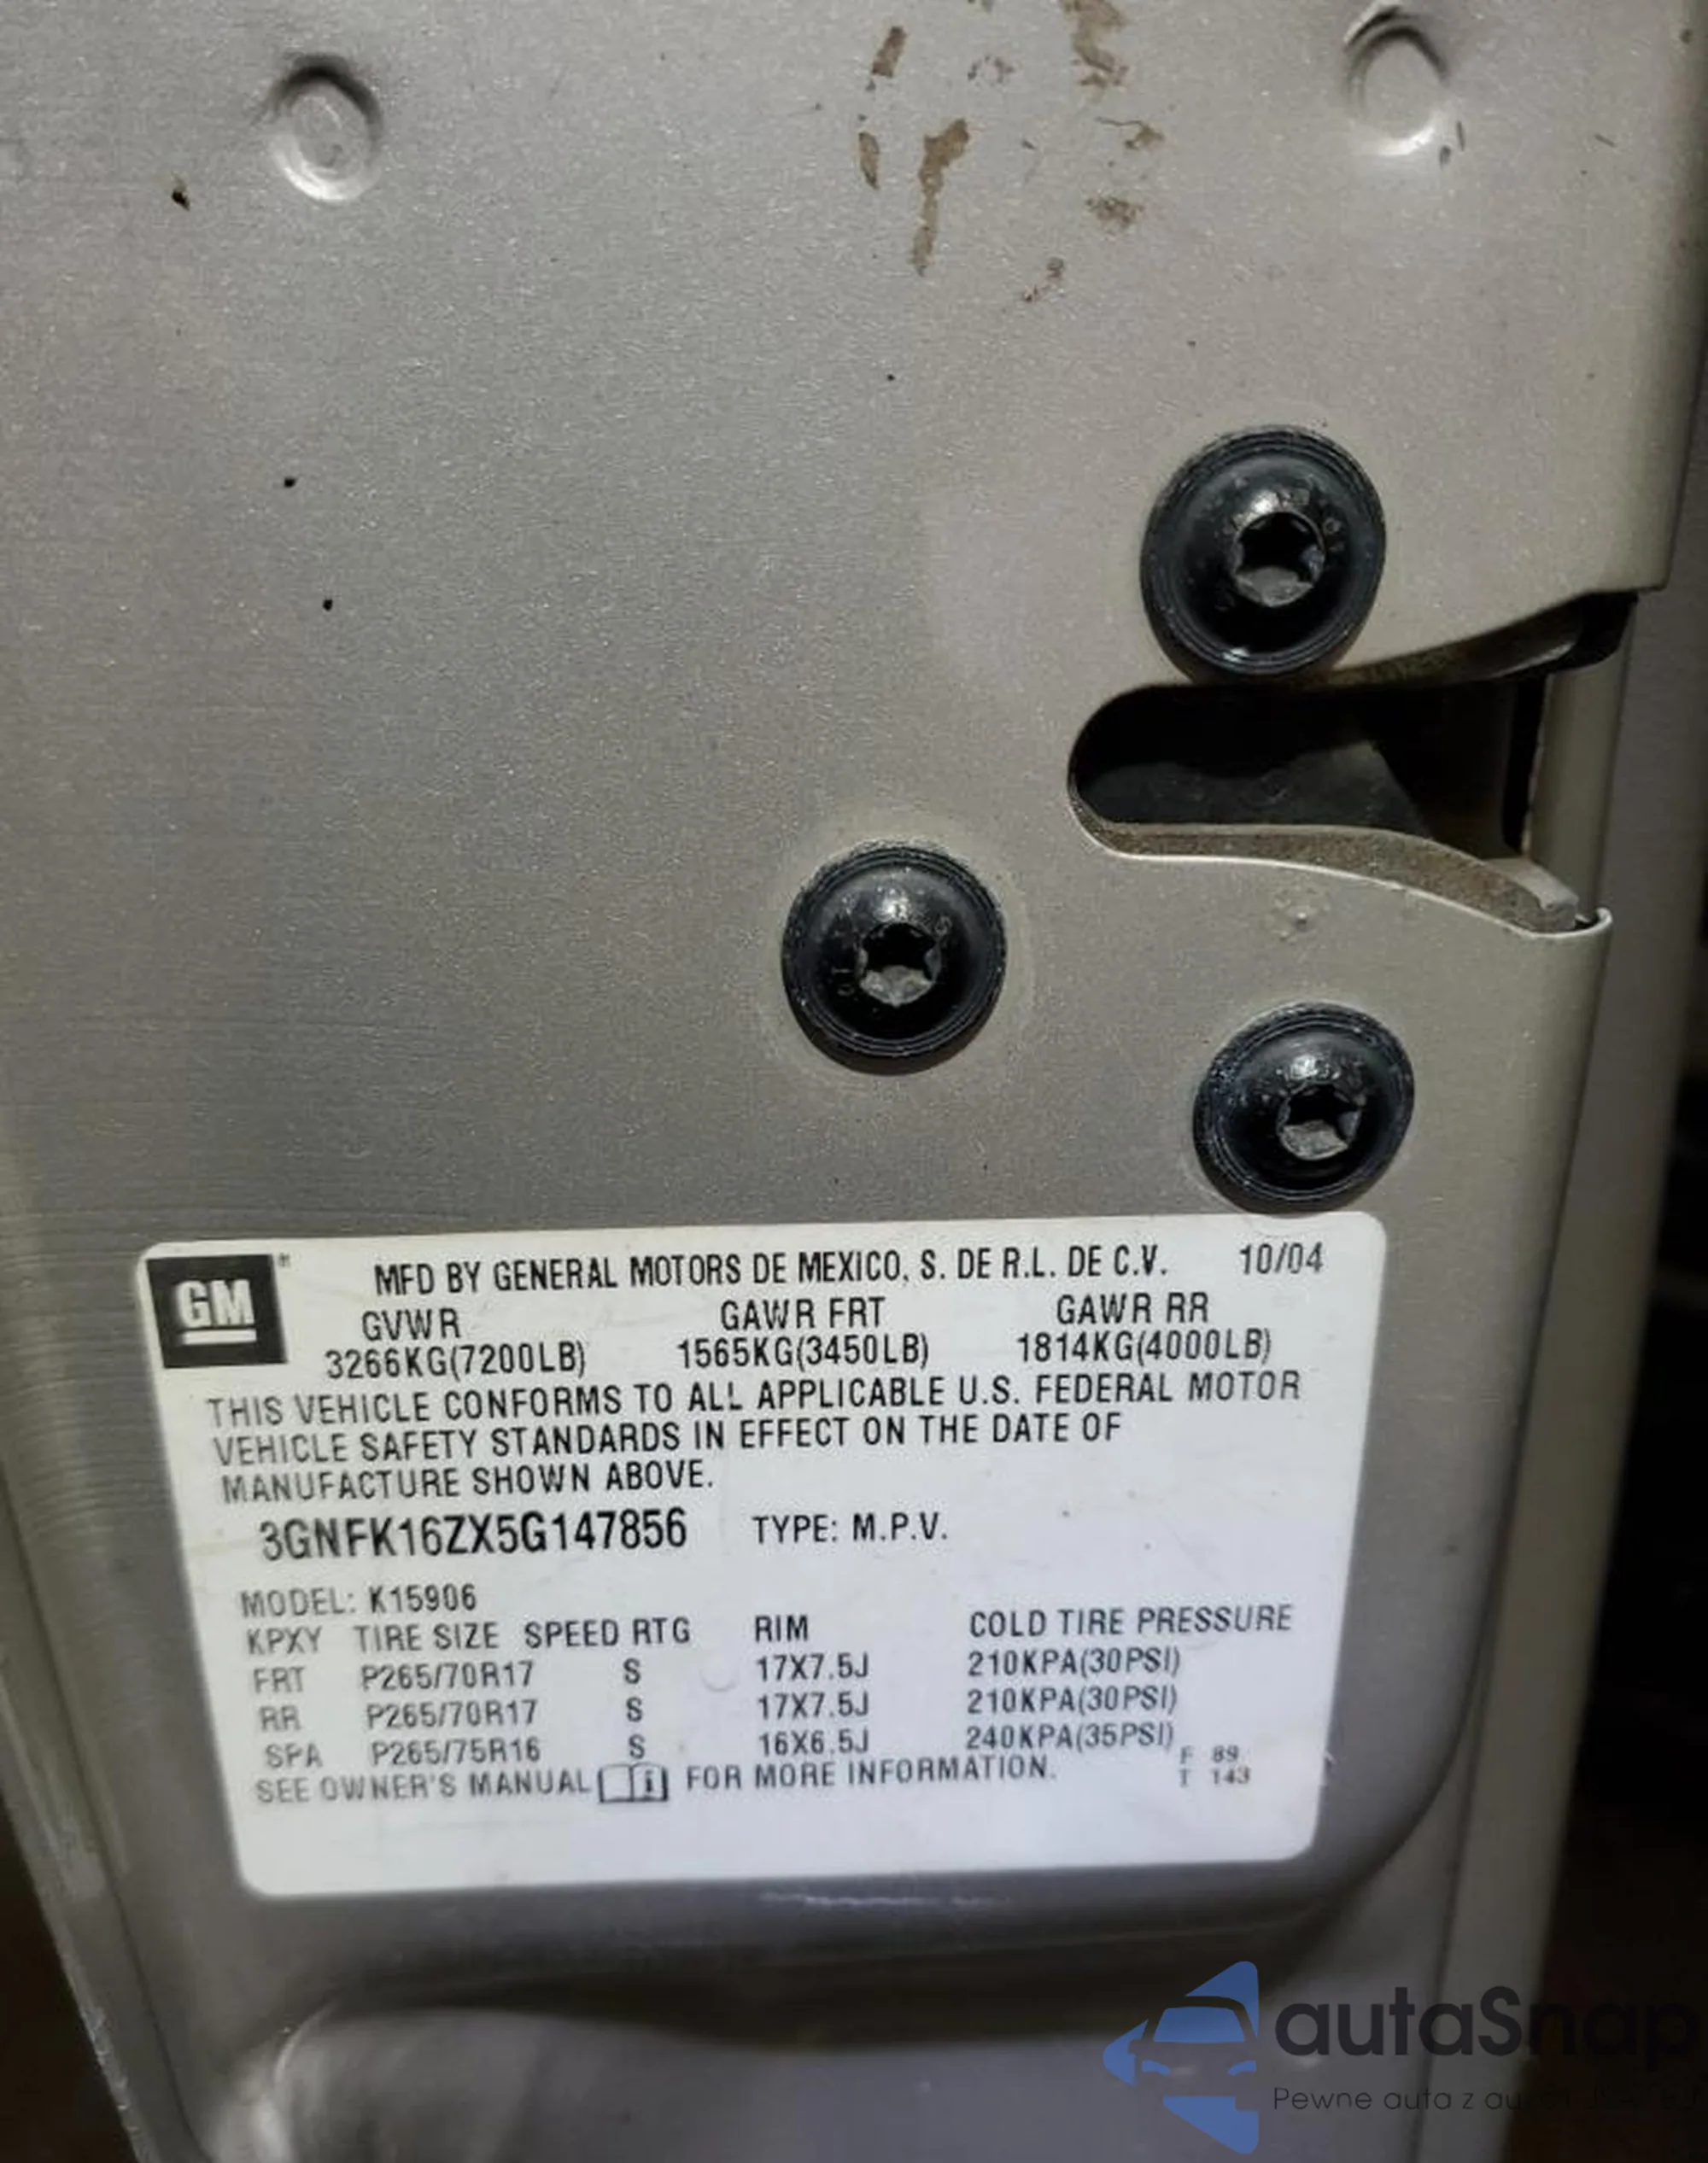 GM
MFD BY GENERAL MOTORS DE MEXICO, S. DE R.L. DE C.V. 10/04
GVWR GAWR FRT GAWR RR
3266KG(7200LB) 1565KG(3450LB) 1814KG(4000LB)
THIS VEHICLE CONFORMS TO ALL APPLICABLE U.S. FEDERAL MOTOR
VEHICLE SAFETY STANDARDS IN EFFECT ON THE DATE OF
MANUFACTURE SHOWN ABOVE.
3GNFK16ZX5G147856 TYPE: M.P.V.
MODEL: K15906
KPXY TIRE SIZE SPEED RTG RIM COLD TIRE PRESSURE
FRT P265/70R17 S 17X7.5J 210KPA(30PSI)
RR P265/70R17 S 17X7.5J 210KPA(30PSI)
SPA P265/75R16 S 16X6.5J 240KPA(35PSI)
F 89
SEE OWNER'S MANUAL FOR MORE INFORMATION. T 143
autaSnap
Pewne auta z